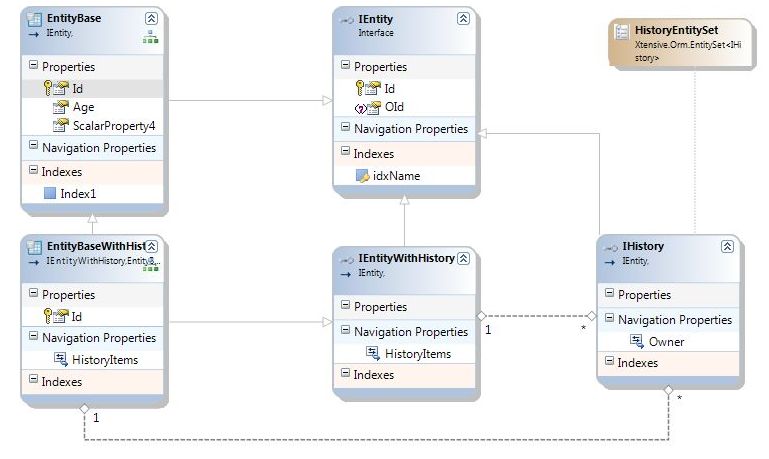 EntityBase
IEntity,
Properties
Id
Age
ScalarProperty4
Navigation Properties
Indexes
Index1
IEntity
Interface
Properties
Id
OId
Navigation Properties
Indexes
idxName
HistoryEntitySet
Xtensive.Orm.EntitySet<IHi
story>
EntityBaseWithHist
IEntityWithHistory,EntityB...
Properties
Id
Navigation Properties
HistoryItems
Indexes
IEntityWithHistory
IEntity,
Properties
Navigation Properties
HistoryItems
Indexes
1
*
IHistory
IEntity,
Properties
Navigation Properties
Owner
Indexes
1
*